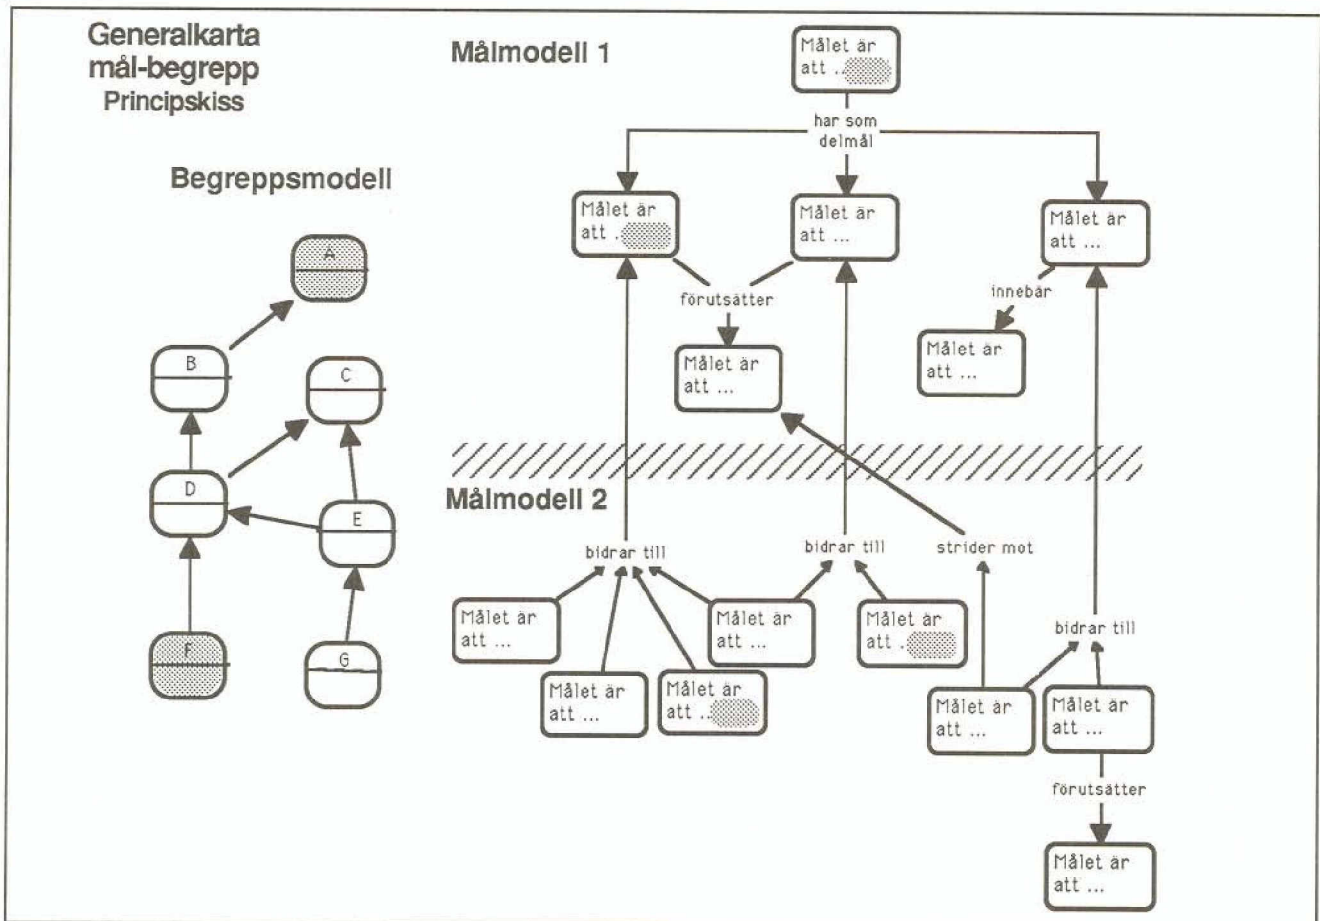 Generalkarta
mål-begrepp
Principskiss
Begreppsmodell
A
B
C
D
E
F
G
Målmodell 1
Målet är
att ..
har som
delmål
Målet är
att .
Målet är
att ...
Målet är
att ...
förutsätter
innebär
Målet är
att ...
Målet är
att ...
Målmodell 2
bidrar till
bidrar till
strider mot
Målet är
att ...
Målet är
att ...
Målet är
att .
bidrar till
Målet är
att ...
Målet är
att ..
Målet är
att ...
Målet är
att ...
förutsätter
Målet är
att ...